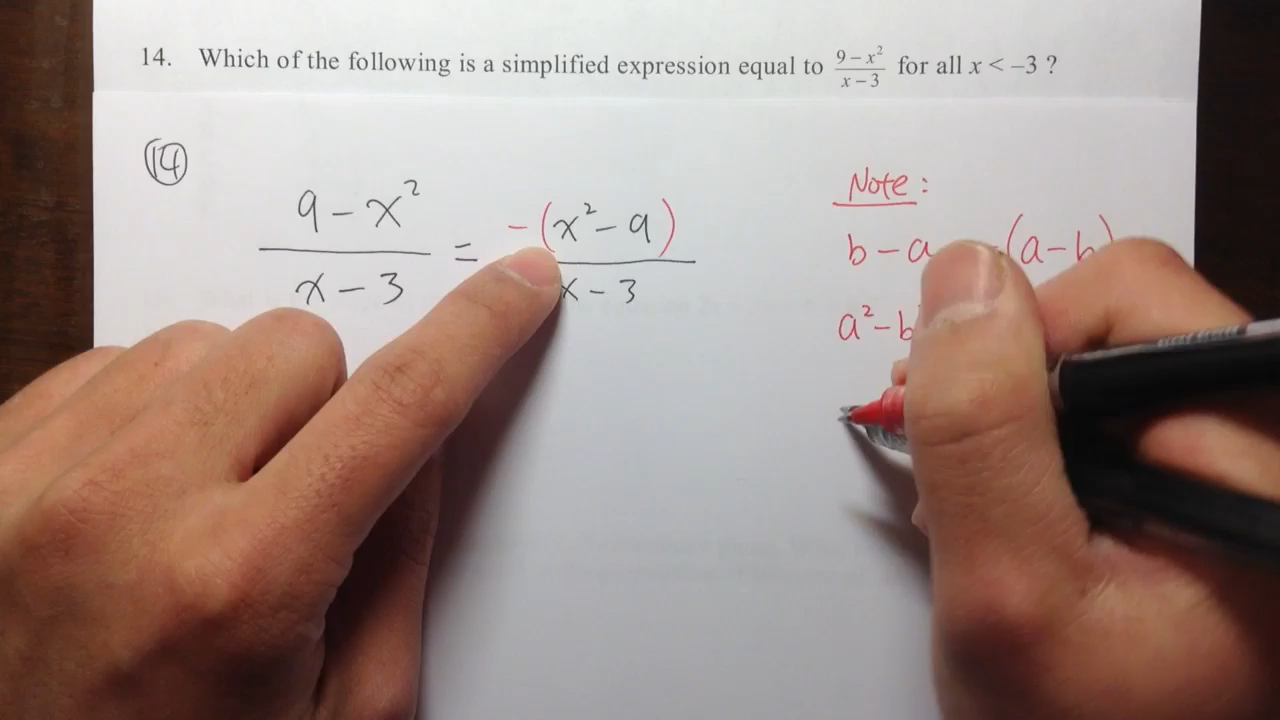 14. Which of the following is a simplified expression equal to (9 – x²)/(x – 3) for all x < –3 ?
⑭
(9 – x²)/(x – 3) = –(x² – 9)/(x – 3)
Note:
b – a (a – b)
a² – b